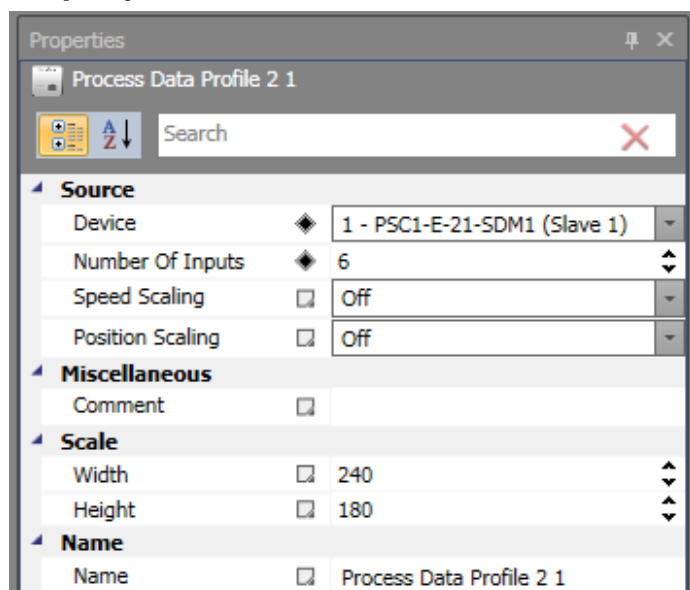 Properties
Process Data Profile 2 1
A Z Search
Source
Device 1 - PSC1-E-21-SDM1 (Slave 1)
Number Of Inputs 6
Speed Scaling Off
Position Scaling Off
Miscellaneous
Comment
Scale
Width 240
Height 180
Name
Name Process Data Profile 2 1